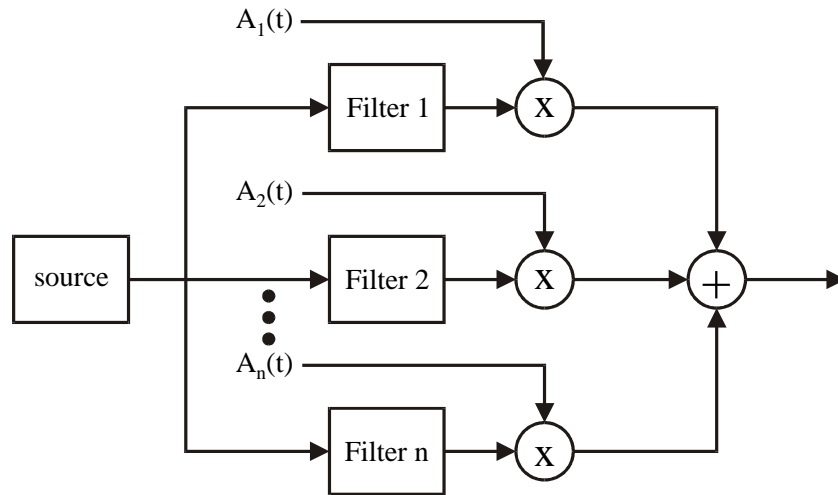 A₁(t)
Filter 1
X
A₂(t)
source
Filter 2
X
+
Aₙ(t)
Filter n
X